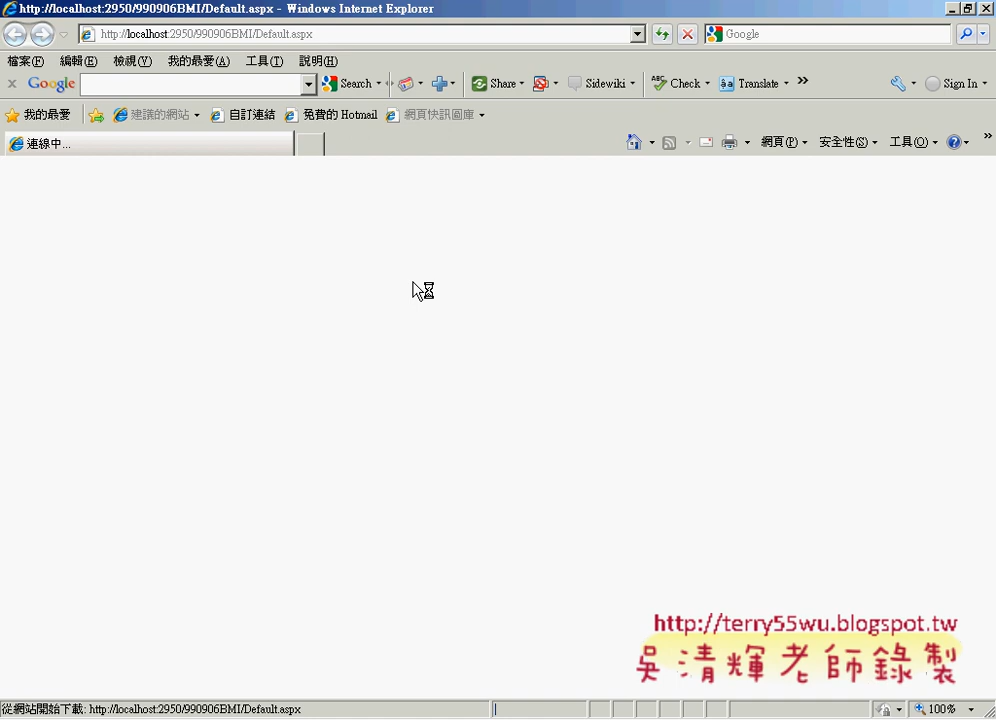 http://localhost:2950/990906BMI/Default.aspx - Windows Internet Explorer
http://localhost:2950/990906BMI/Default.aspx
Google
檔案(F) 編輯(E) 檢視(V) 我的最愛(A) 工具(T) 說明(H)
x Google Search Share Sidewiki Check Translate » Sign In
我的最愛 建議的網站 自訂連結 免費的 Hotmail 網頁快訊圖庫
連線中... 網頁(P) 安全性(S) 工具(O) »
http://terry55wu.blogspot.tw
吳清輝老師錄製
從網站開始下載: http://localhost:2950/990906BMI/Default.aspx 100%